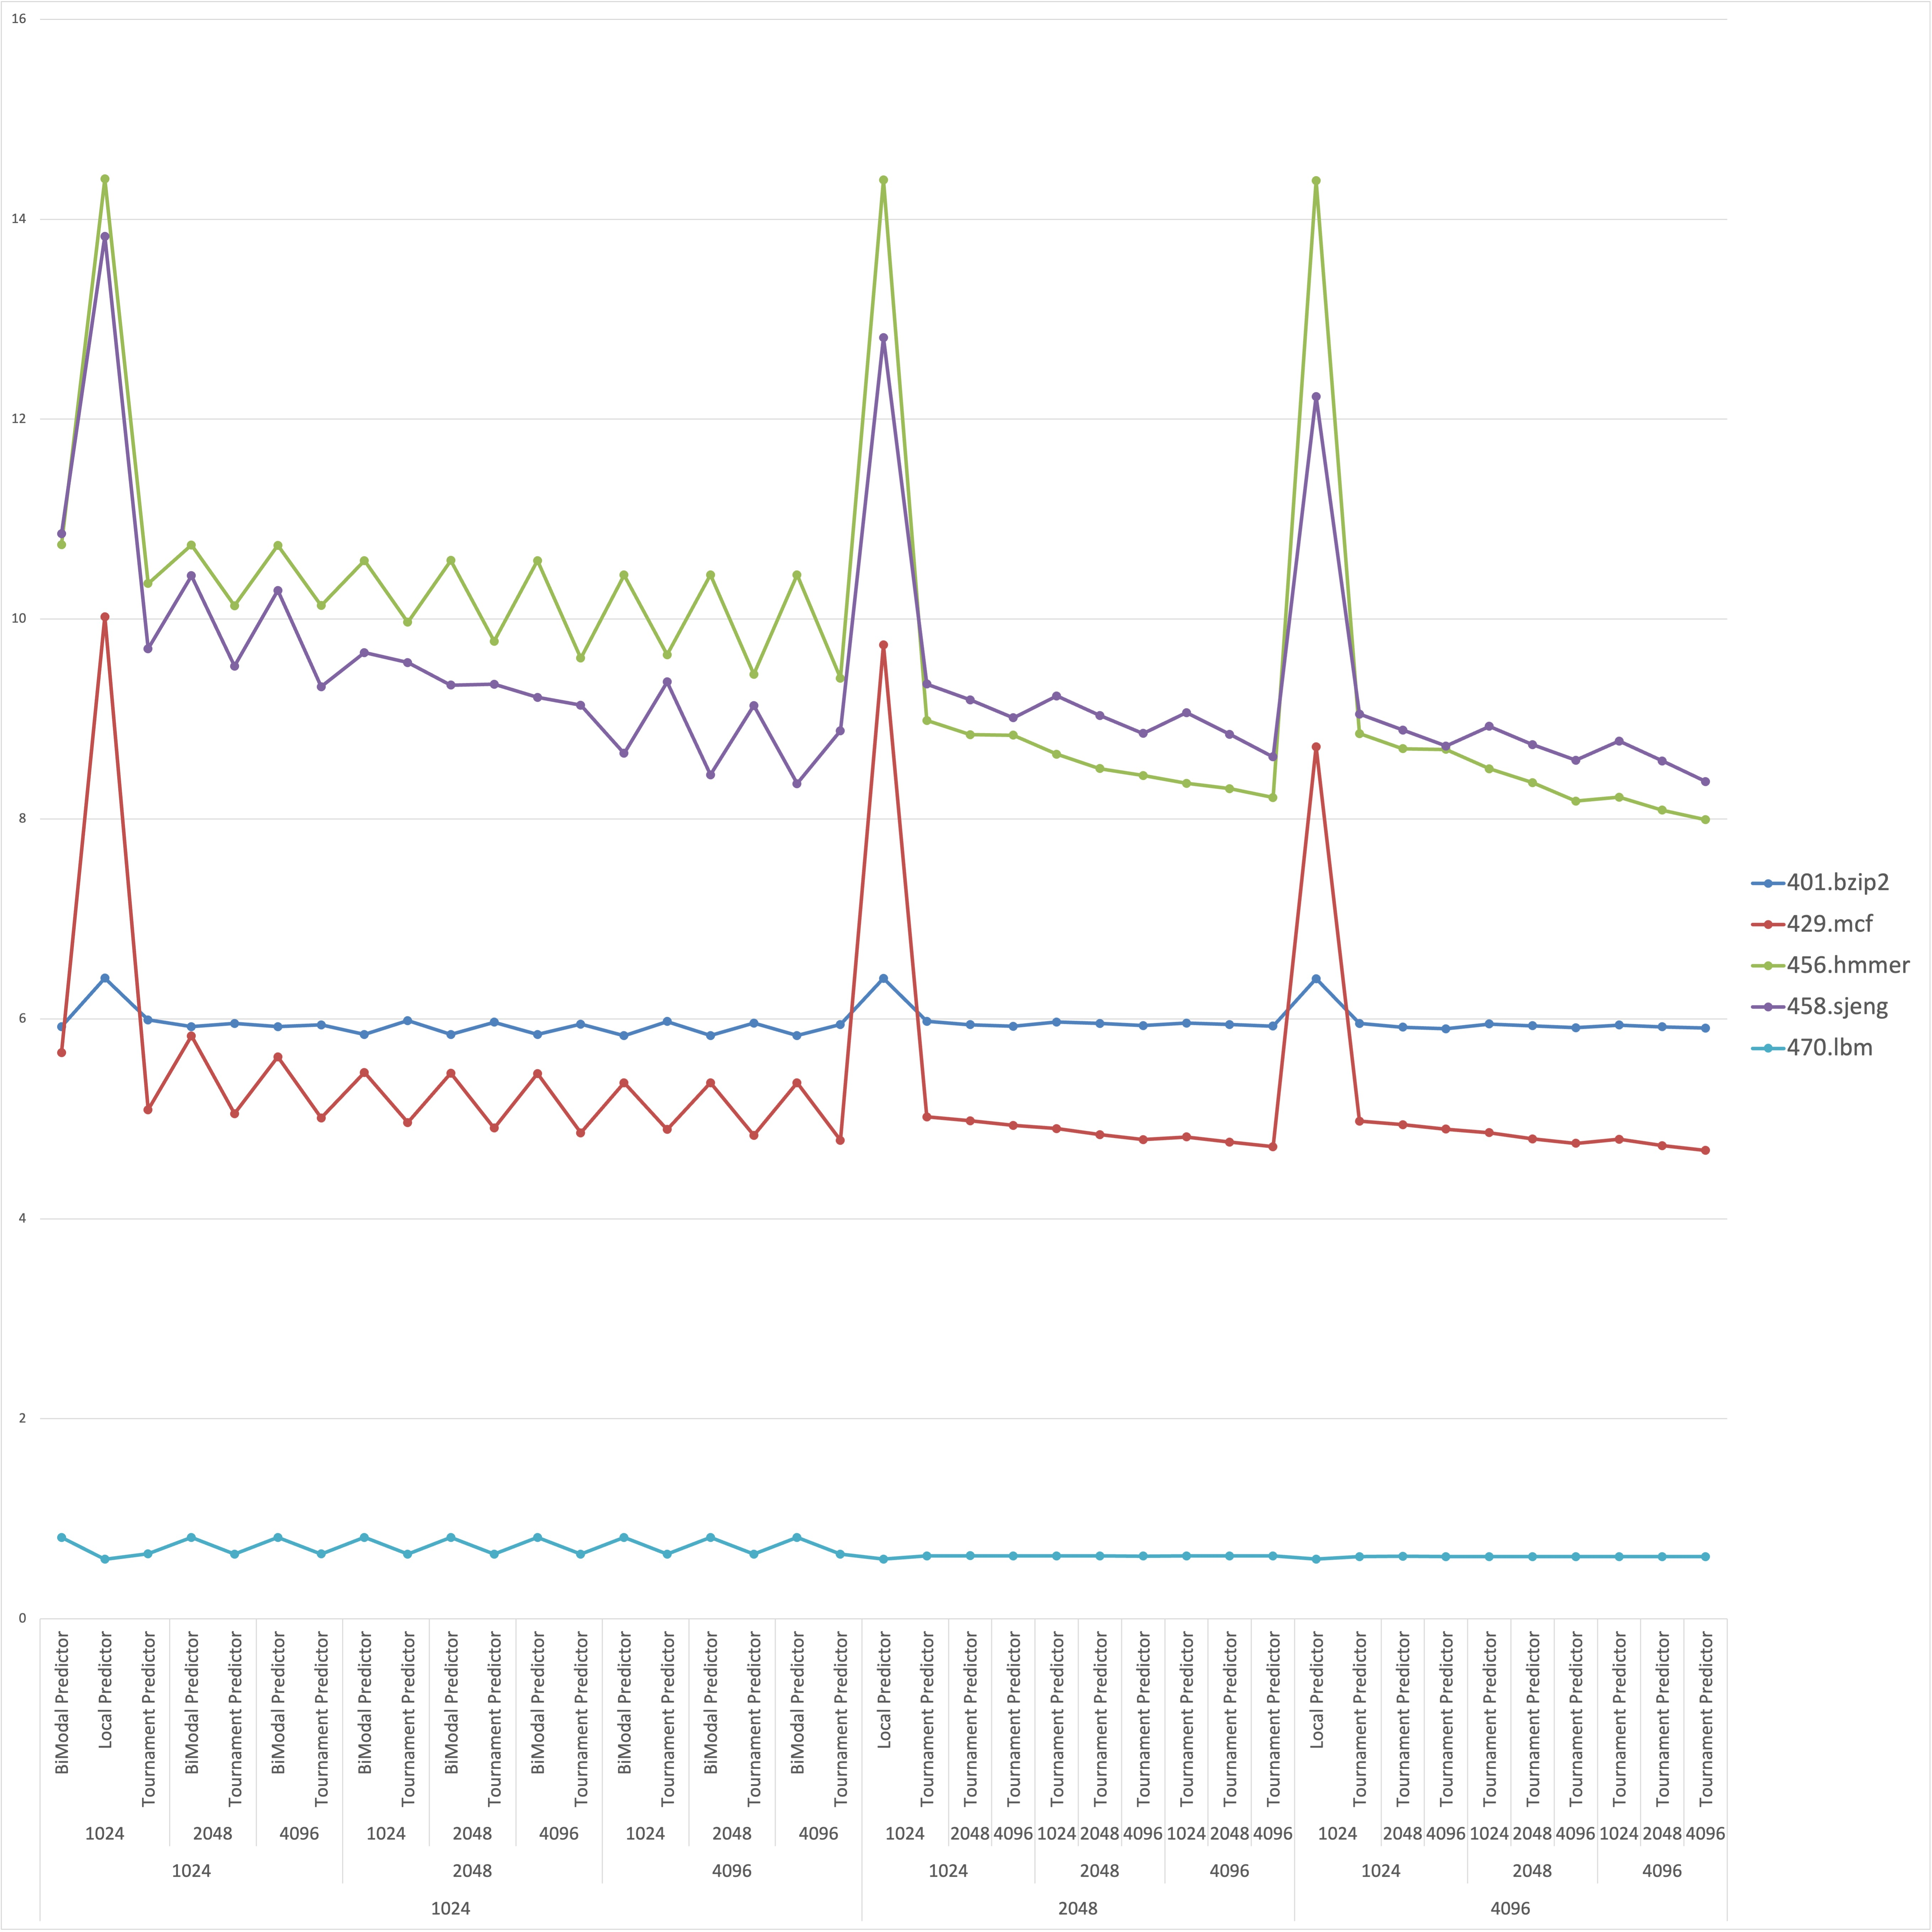 16
14
12
10
8
6
4
2
0
401.bzip2
429.mcf
456.hmmer
458.sjeng
470.lbm
BiModal Predictor
Local Predictor
Tournament Predictor
BiModal Predictor
Tournament Predictor
BiModal Predictor
Tournament Predictor
BiModal Predictor
Tournament Predictor
BiModal Predictor
Tournament Predictor
BiModal Predictor
Tournament Predictor
BiModal Predictor
Tournament Predictor
BiModal Predictor
Tournament Predictor
BiModal Predictor
Tournament Predictor
Local Predictor
Tournament Predictor
Tournament Predictor
Tournament Predictor
Tournament Predictor
Tournament Predictor
Tournament Predictor
Tournament Predictor
Tournament Predictor
Tournament Predictor
Local Predictor
Tournament Predictor
Tournament Predictor
Tournament Predictor
Tournament Predictor
Tournament Predictor
Tournament Predictor
Tournament Predictor
Tournament Predictor
Tournament Predictor
1024 2048 4096 1024 2048 4096 1024 2048 4096 1024 2048 4096 1024 2048 4096 1024 2048 4096 1024 2048 4096 1024 2048 4096 1024 2048 4096
1024 2048 4096 1024 2048 4096 1024 2048 4096
1024 2048 4096